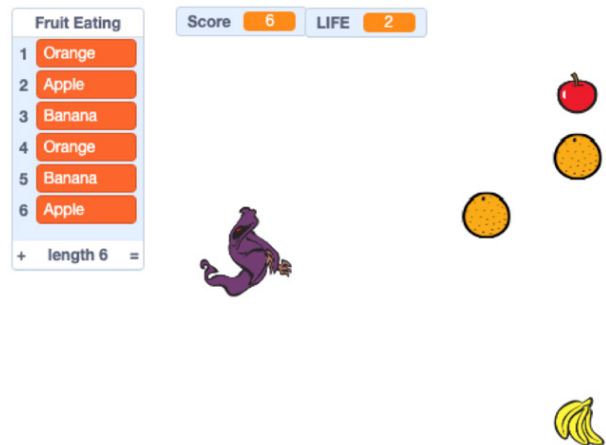 Fruit Eating
1 Orange
2 Apple
3 Banana
4 Orange
5 Banana
6 Apple
+ length 6 =
Score 6 LIFE 2